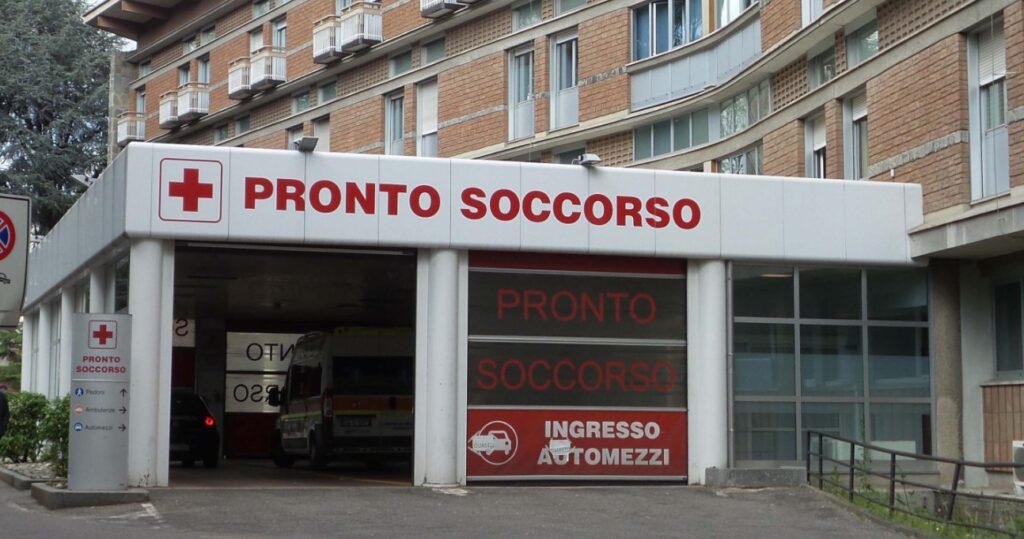 PRONTO SOCCORSO
PRONTO
SOCCORSO
INGRESSO
AUTOMEZZI
PRONTO
SOCCORSO
Pedoni
Ambulanze
Automezzi